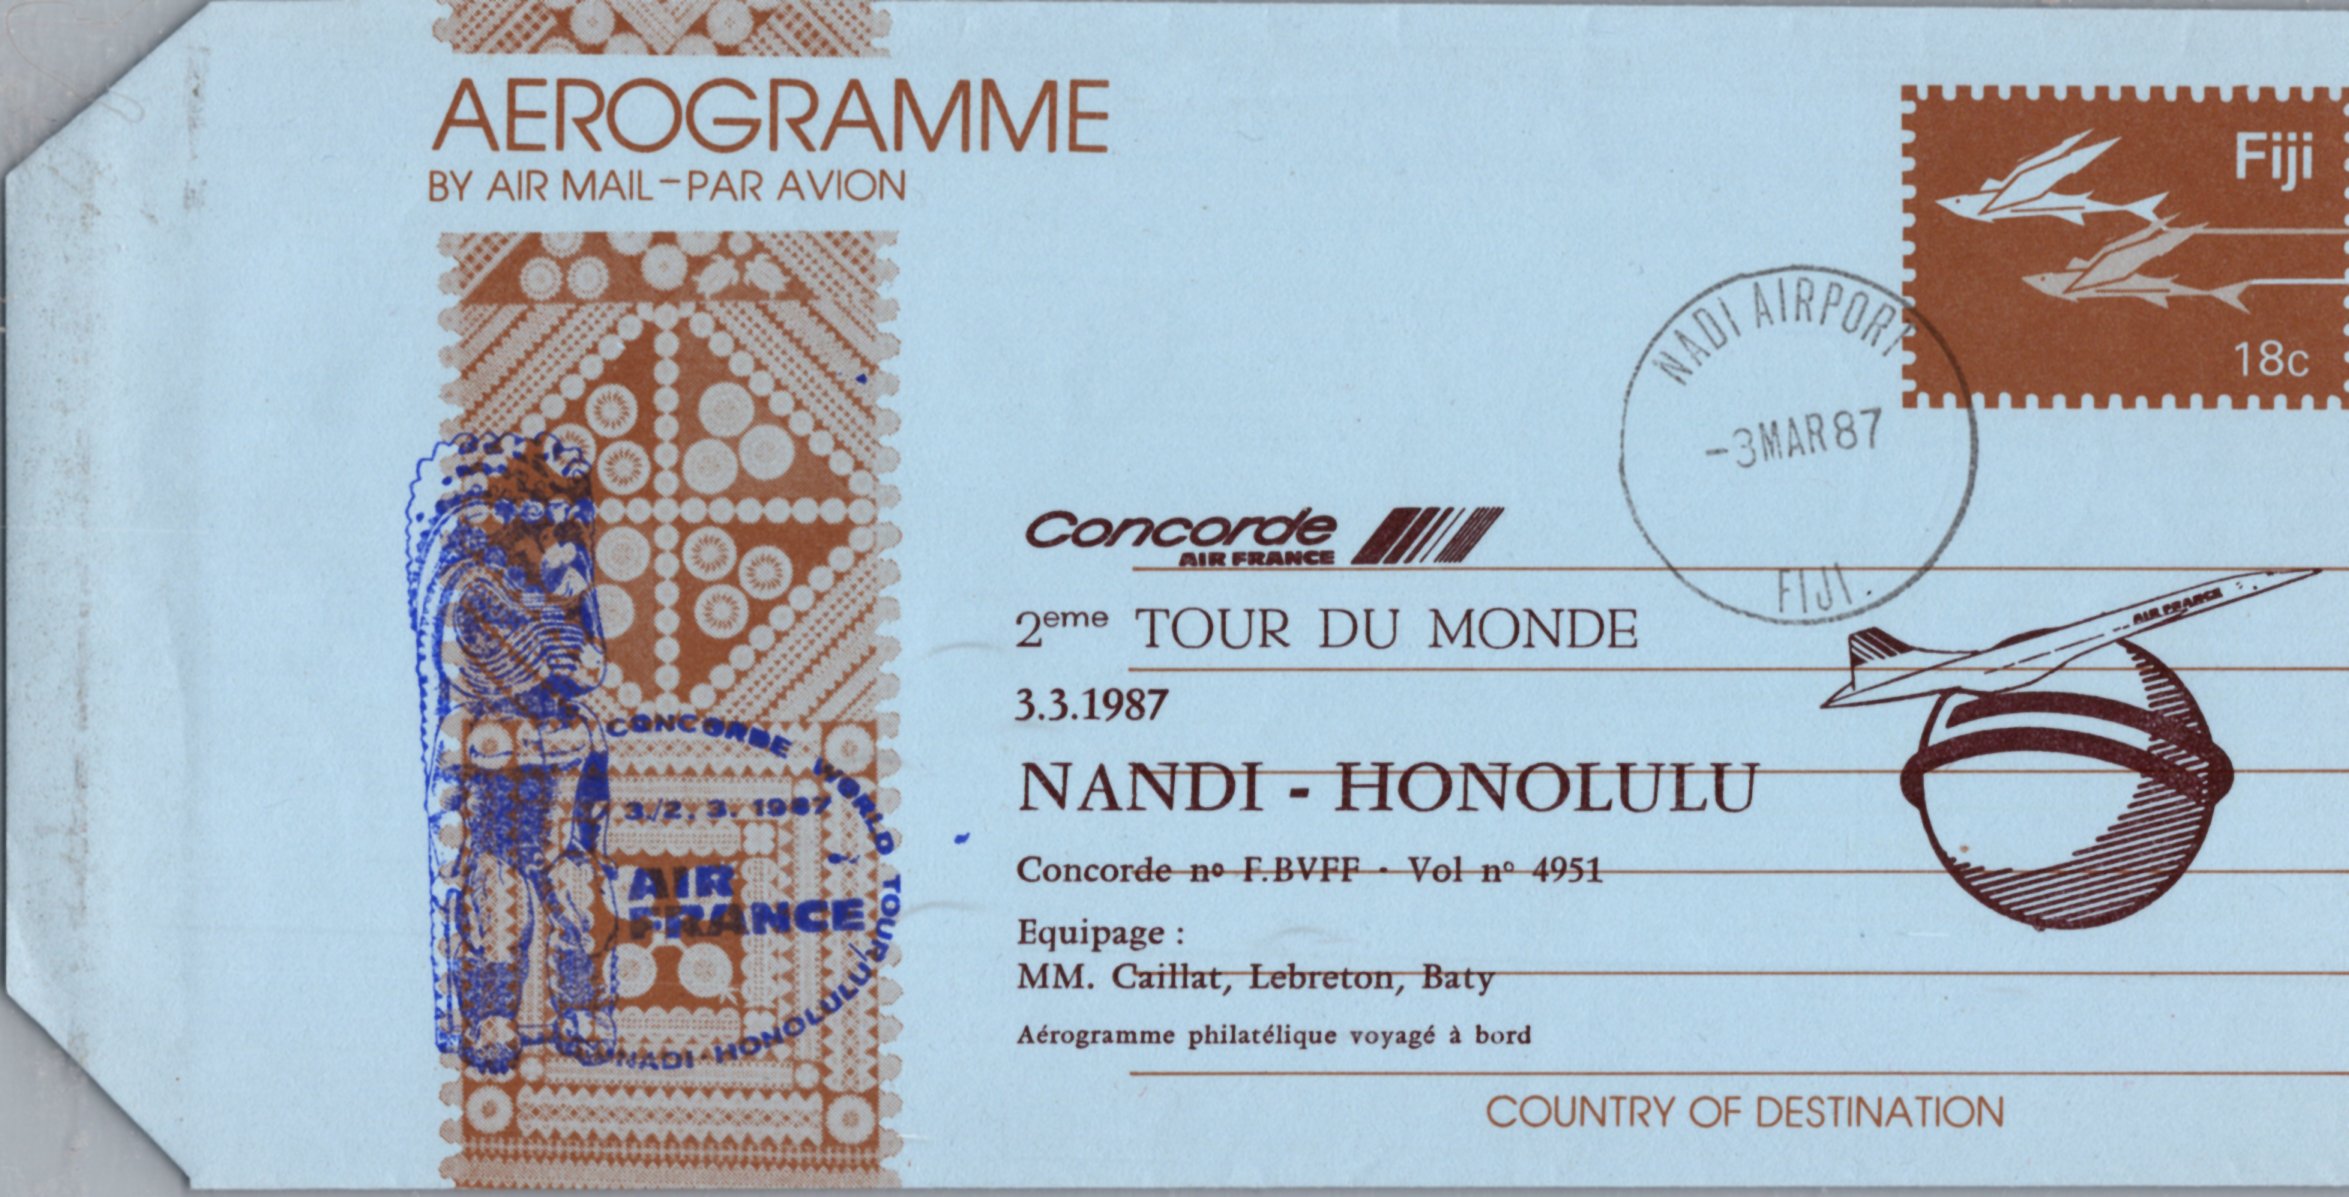 AEROGRAMME
BY AIR MAIL – PAR AVION
Fiji
18c
NADI AIRPORT
-3MAR87
FIJI.
Concorde
AIR FRANCE
2eme TOUR DU MONDE
AIR FRANCE
3.3.1987
NANDI - HONOLULU
Concorde nº F.BVFF - Vol nº 4951
Equipage :
MM. Caillat, Lebreton, Baty
Aérogramme philatélique voyagé à bord
COUNTRY OF DESTINATION
CONCORDE WORLD TOUR/NADI-HONOLULU
3./2. 3. 1987
AIR
FRANCE